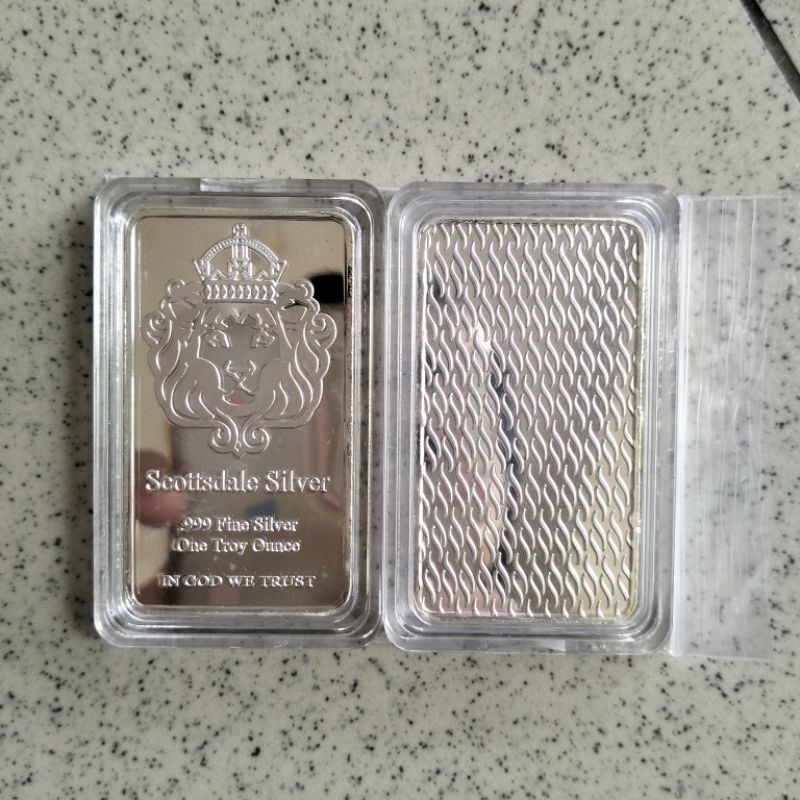 Scottsdale Silver
.999 Fine Silver
One Troy Ounce
IN GOD WE TRUST